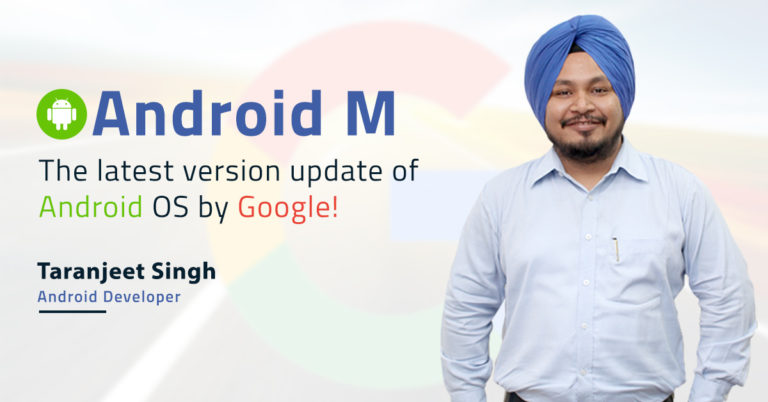 Android M
The latest version update of
Android OS by Google!
Taranjeet Singh
Android Developer